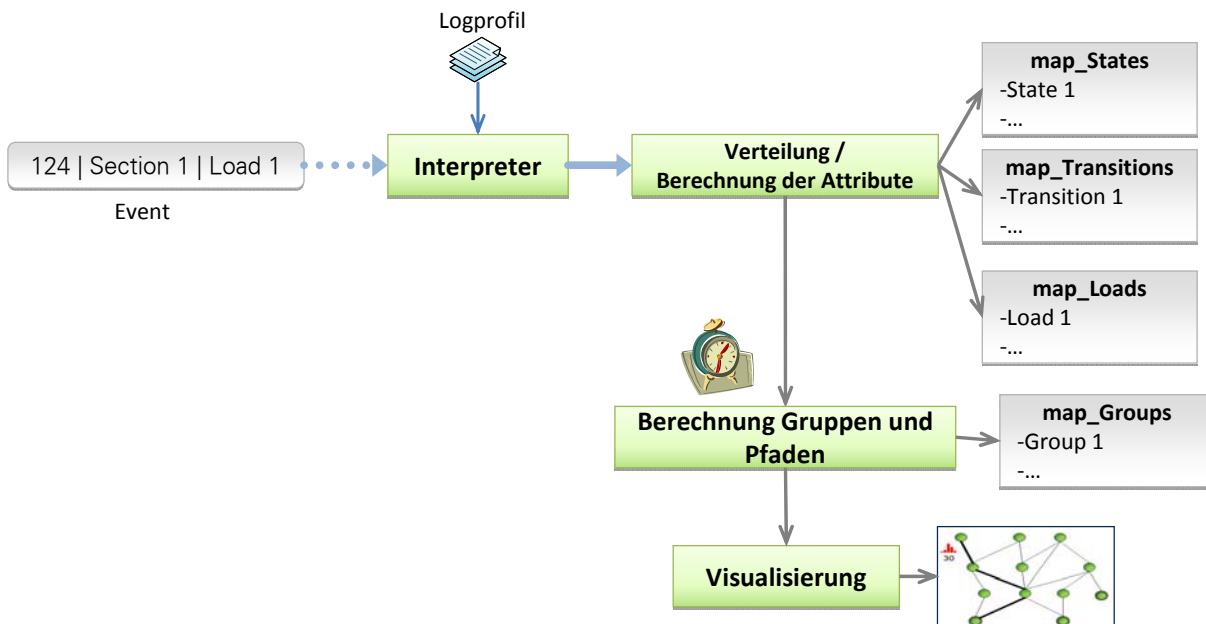 Logprofil
124 | Section 1 | Load 1
Event
Interpreter
Verteilung /
Berechnung der Attribute
map_States
-State 1
-...
map_Transitions
-Transition 1
-...
map_Loads
-Load 1
-...
Berechnung Gruppen und
Pfaden
map_Groups
-Group 1
-...
Visualisierung
30